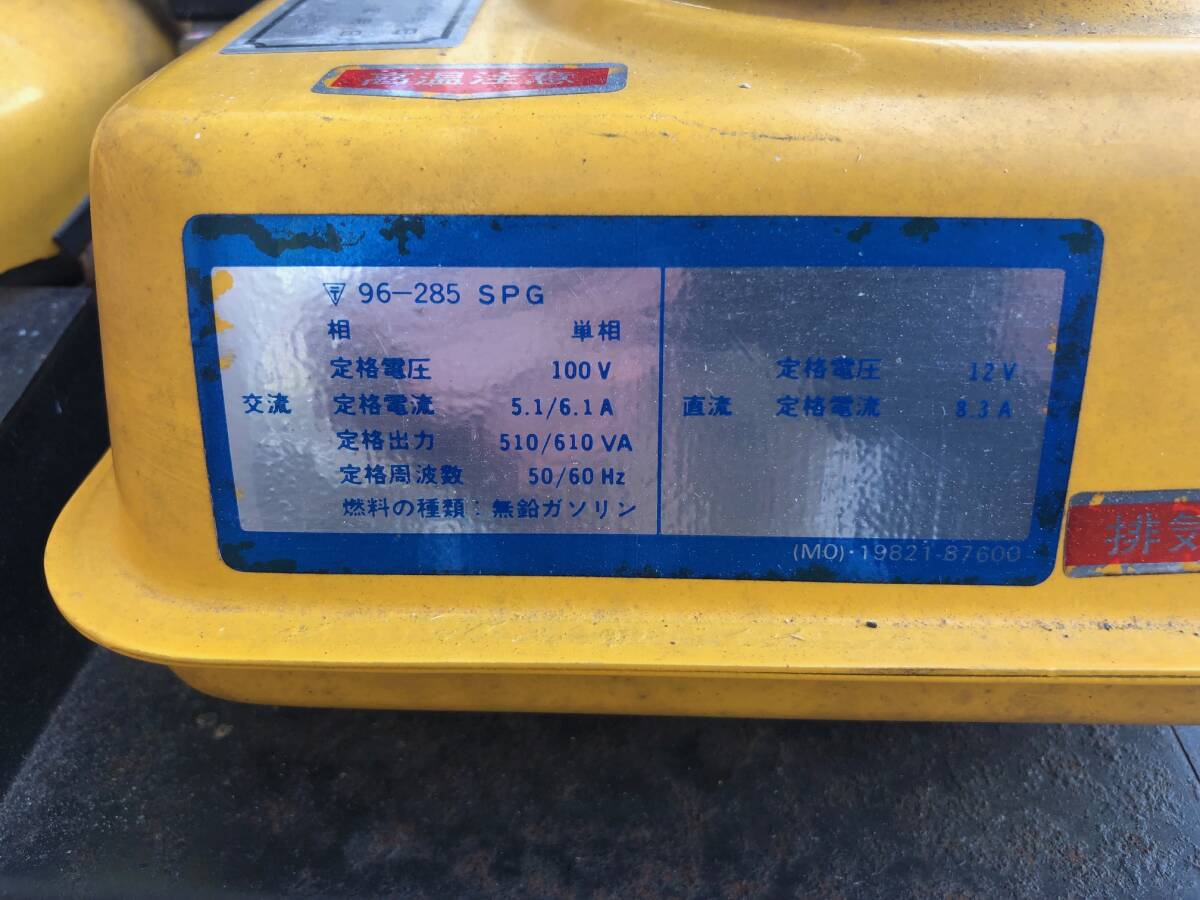 高温注意
〒 96-285 SPG
相 単相
定格電圧 100 V
交流 定格電流 5.1/6.1 A
定格出力 510/610 VA
定格周波数 50/60 Hz
燃料の種類：無鉛ガソリン
定格電圧 12 V
直流 定格電流 8.3 A
(MO)・19821-87600
排気